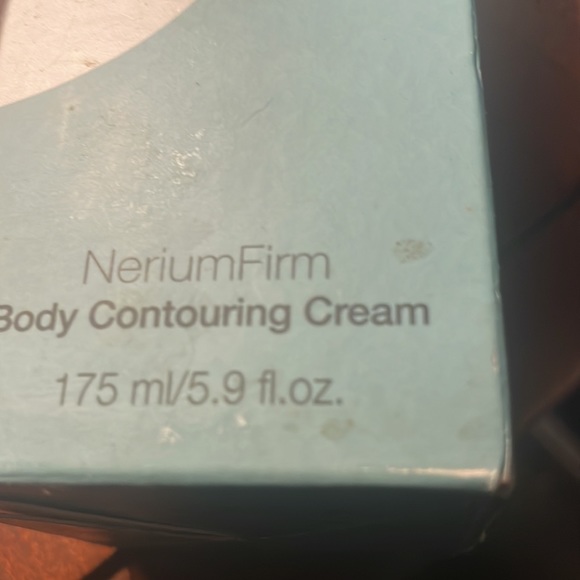 NeriumFirm
Body Contouring Cream
175 ml/5.9 fl.oz.